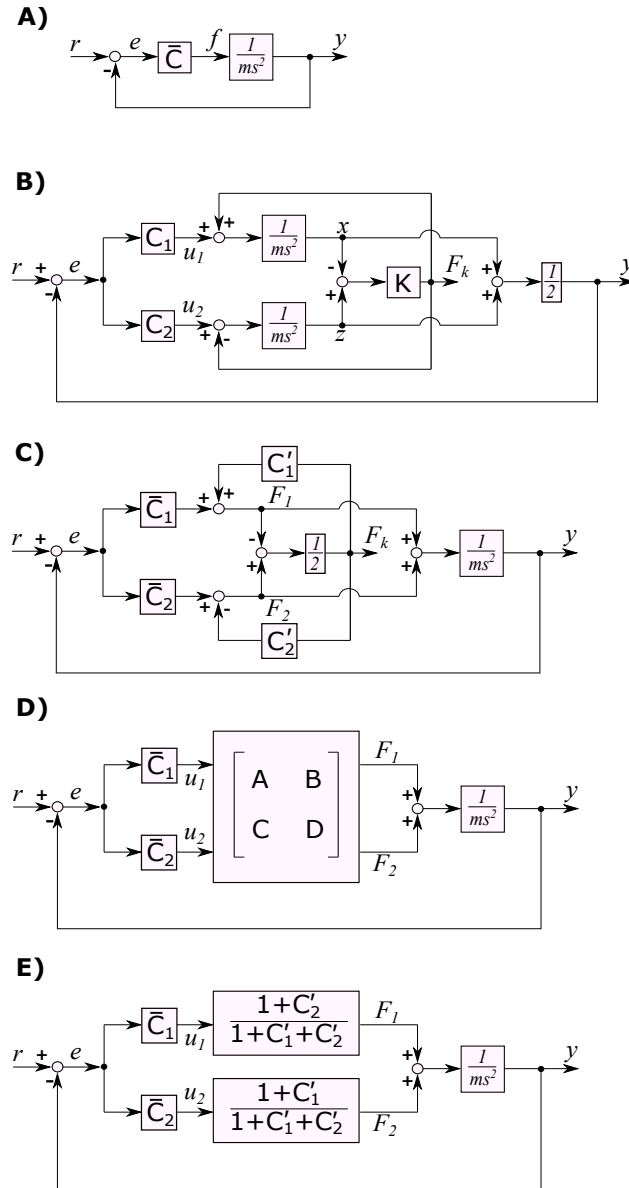 A)
r - e C̄ f 1/ms² y
B)
C₁ u₁ + + 1/ms² x
r + - e - + K F_k + + 1/2 y
C₂ u₂ + - 1/ms² z
C)
C′₁
C̄₁ + + F₁
r + - e - + 1/2 F_k + + 1/ms² y
C̄₂ + - F₂
C′₂
D)
C̄₁ u₁ A B F₁
r + - e + + 1/ms² y
C̄₂ u₂ C D F₂
E)
C̄₁ u₁ 1+C′₂ / 1+C′₁+C′₂ F₁
r + - e + + 1/ms² y
C̄₂ u₂ 1+C′₁ / 1+C′₁+C′₂ F₂